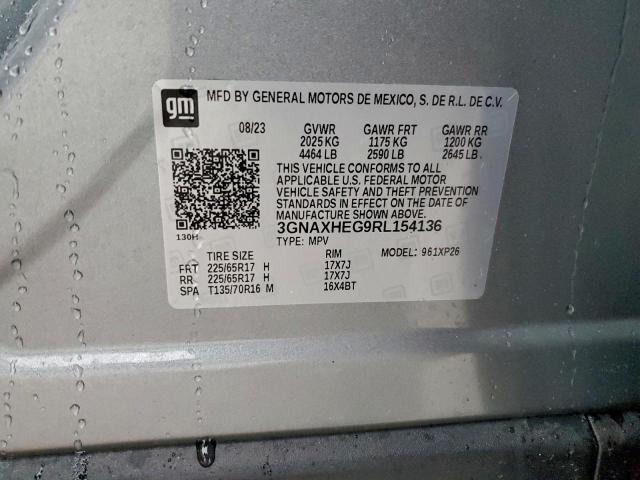 gm
MFD BY GENERAL MOTORS DE MEXICO, S. DE R.L. DE C.V.
08/23 GVWR GAWR FRT GAWR RR
2025 KG 1175 KG 1200 KG
4464 LB 2590 LB 2645 LB
THIS VEHICLE CONFORMS TO ALL
APPLICABLE U.S. FEDERAL MOTOR
VEHICLE SAFETY AND THEFT PREVENTION
STANDARDS IN EFFECT ON THE DATE OF
MANUFACTURE SHOWN ABOVE.
130H 3GNAXHEG9RL154136
TYPE: MPV
TIRE SIZE RIM MODEL: 961XP26
FRT 225/65R17 H 17X7J
RR 225/65R17 H 17X7J
SPA T135/70R16 M 16X4BT